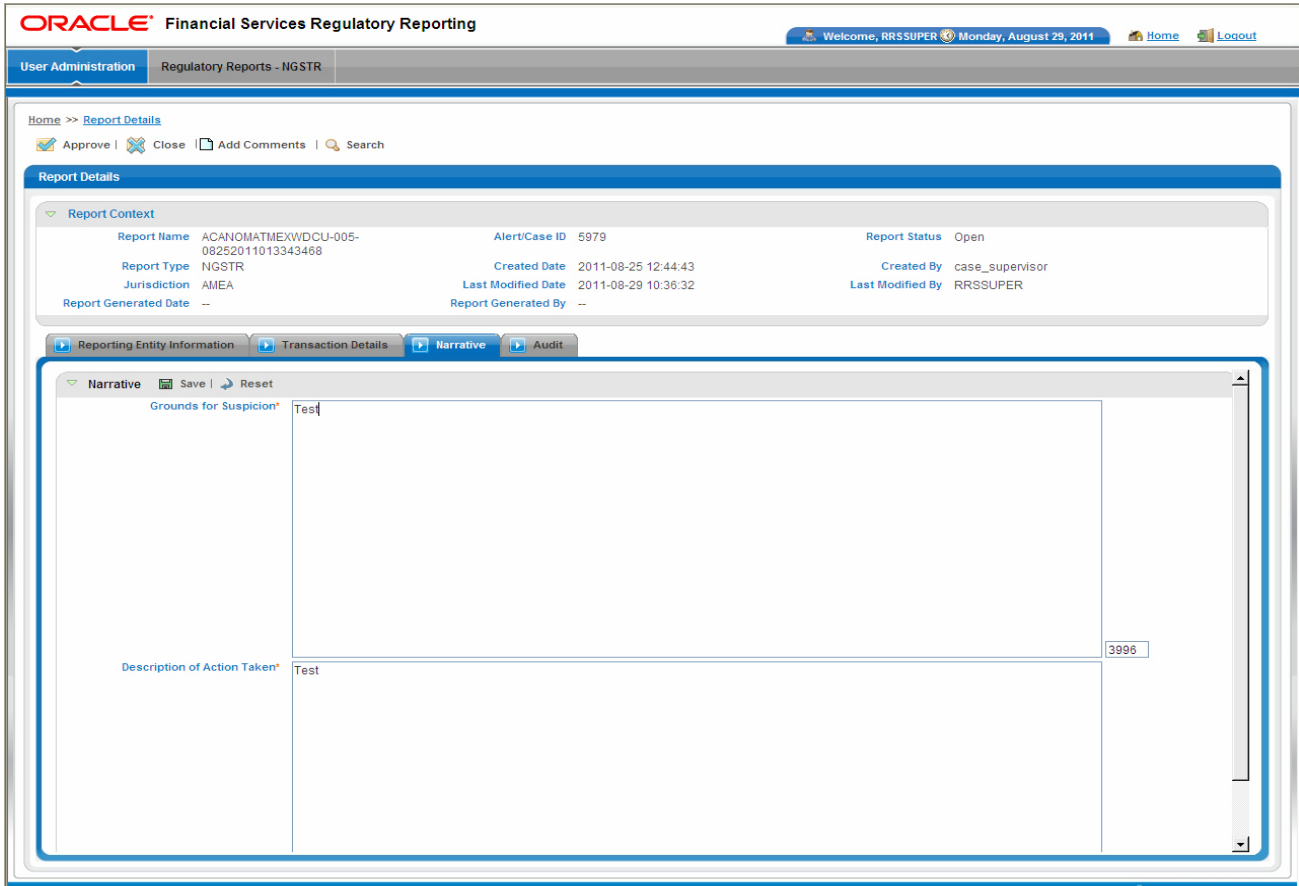 ORACLE® Financial Services Regulatory Reporting
Welcome, RRSSUPER Monday, August 29, 2011 Home Logout
User Administration Regulatory Reports - NGSTR
Home >> Report Details
Approve | Close | Add Comments | Search
Report Details
Report Context
Report Name ACANOMATMEXWDCU-005- Alert/Case ID 5979 Report Status Open
08252011013343468
Report Type NGSTR Created Date 2011-08-25 12:44:43 Created By case_supervisor
Jurisdiction AMEA Last Modified Date 2011-08-29 10:36:32 Last Modified By RRSSUPER
Report Generated Date -- Report Generated By --
Reporting Entity Information Transaction Details Narrative Audit
Narrative Save | Reset
Grounds for Suspicion* Test
3996
Description of Action Taken* Test